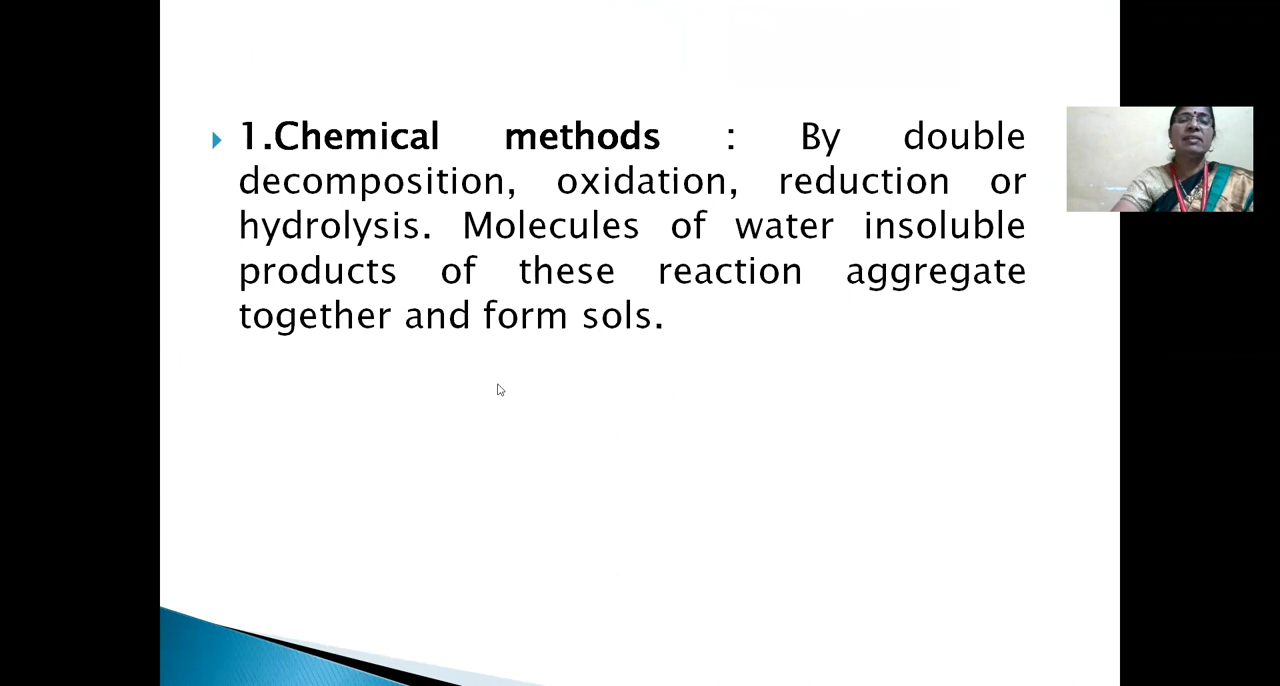 1.Chemical methods : By double
decomposition, oxidation, reduction or
hydrolysis. Molecules of water insoluble
products of these reaction aggregate
together and form sols.